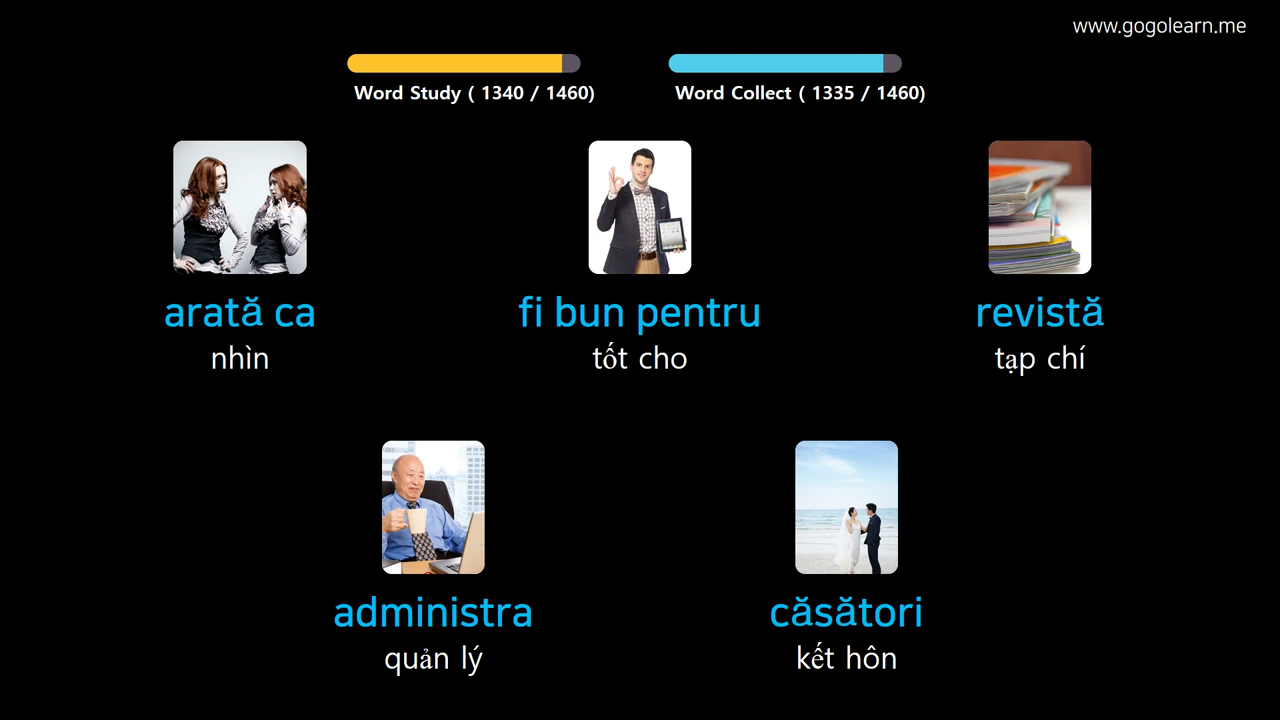 www.gogolearn.me
Word Study ( 1340 / 1460)
Word Collect ( 1335 / 1460)
arată ca
nhìn
fi bun pentru
tốt cho
revistă
tạp chí
administra
quản lý
căsători
kết hôn